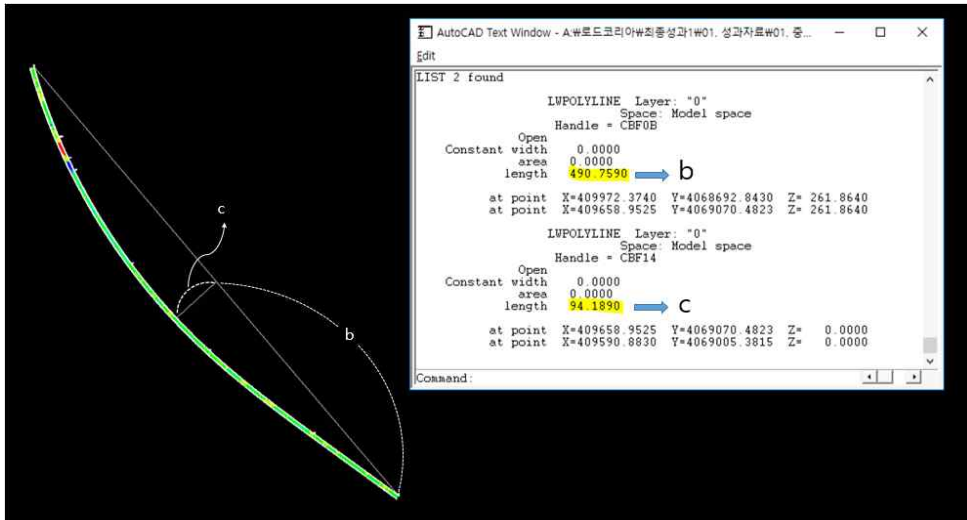 AutoCAD Text Window - A:₩로드코리아₩최종성과1₩01. 성과자료₩01. 중...
Edit
LIST 2 found
LWPOLYLINE Layer: "0"
Space: Model space
Handle = CBF0B
Open
Constant width 0.0000
area 0.0000
length 490.7590 b
at point X=409972.3740 Y=4068692.8430 Z= 261.8640
at point X=409658.9525 Y=4069070.4823 Z= 261.8640
LWPOLYLINE Layer: "0"
Space: Model space
Handle = CBF14
Open
Constant width 0.0000
area 0.0000
length 94.1890 c
at point X=409658.9525 Y=4069070.4823 Z= 0.0000
at point X=409590.8830 Y=4069005.3815 Z= 0.0000
Command:
c
b